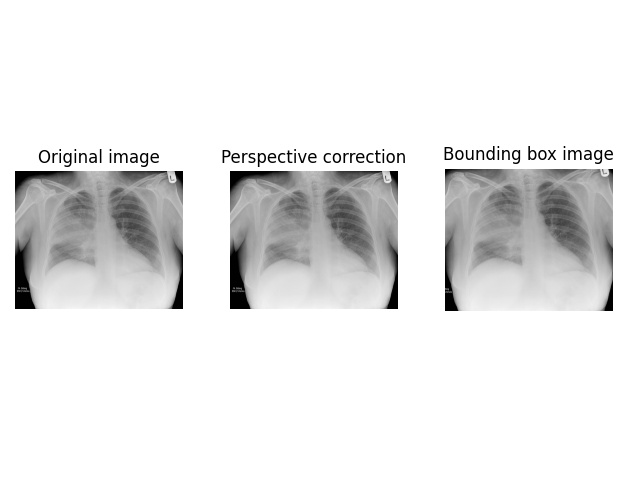 Original image
Perspective correction
Bounding box image
L
L
L